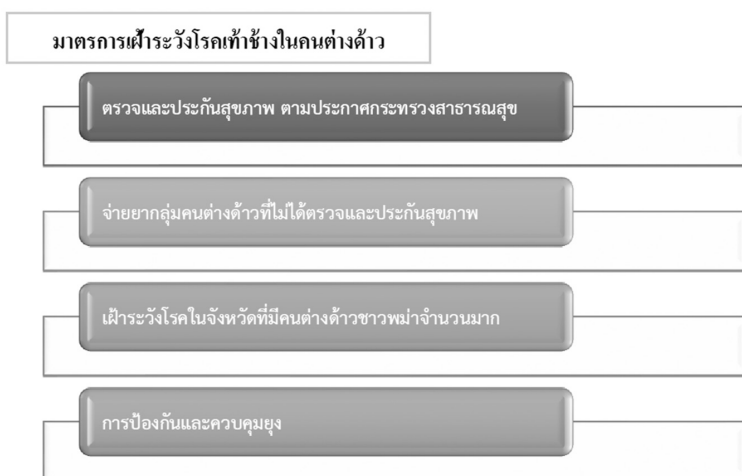 มาตรการเฝ้าระวังโรคเท้าช้างในคนต่างด้าว
ตรวจและประกันสุขภาพ ตามประกาศกระทรวงสาธารณสุข
จ่ายยากลุ่มคนต่างด้าวที่ไม่ได้ตรวจและประกันสุขภาพ
เฝ้าระวังโรคในจังหวัดที่มีคนต่างด้าวชาวพม่าจำนวนมาก
การป้องกันและควบคุมยุง